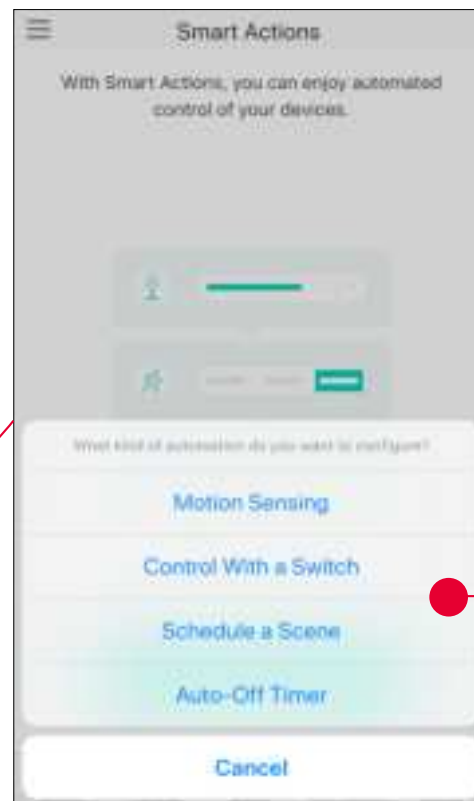 Smart Actions
With Smart Actions, you can enjoy automated
control of your devices.
What kind of automation do you want to configure?
Motion Sensing
Control With a Switch
Schedule a Scene
Auto-Off Timer
Cancel